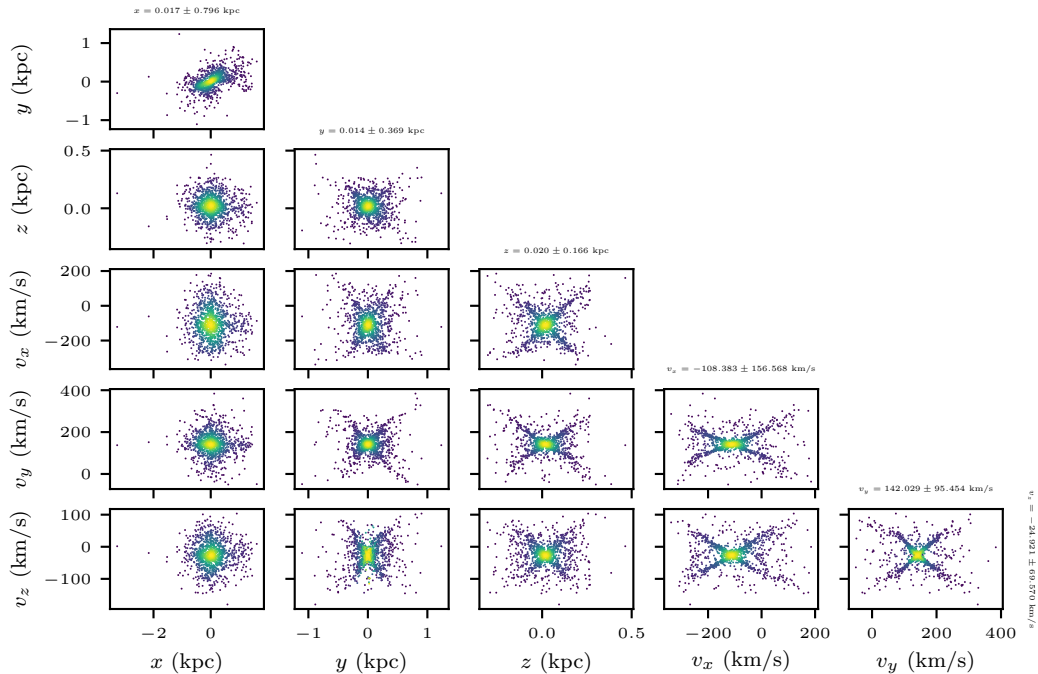 x = 0.017 ± 0.796 kpc
1
0
−1
y (kpc)
y = 0.014 ± 0.369 kpc
0.5
0.0
z (kpc)
z = 0.020 ± 0.166 kpc
200
0
−200
v_x (km/s)
v_x = −108.383 ± 156.568 km/s
400
200
0
v_y (km/s)
v_y = 142.029 ± 95.454 km/s
v_z = −24.921 ± 69.570 km/s
100
0
−100
v_z (km/s)
−2 0 −1 0 1 0.0 0.5 −200 0 200 0 200 400
x (kpc) y (kpc) z (kpc) v_x (km/s) v_y (km/s)